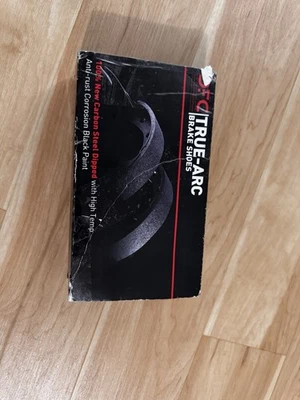 TRUE-ARC
BRAKE SHOES
100% New Carbon Steel Dipped with High Temp
Anti-rust Corrosion Black Paint